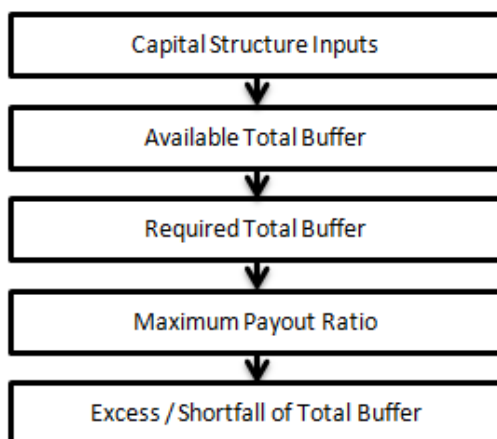 Capital Structure Inputs
Available Total Buffer
Required Total Buffer
Maximum Payout Ratio
Excess / Shortfall of Total Buffer